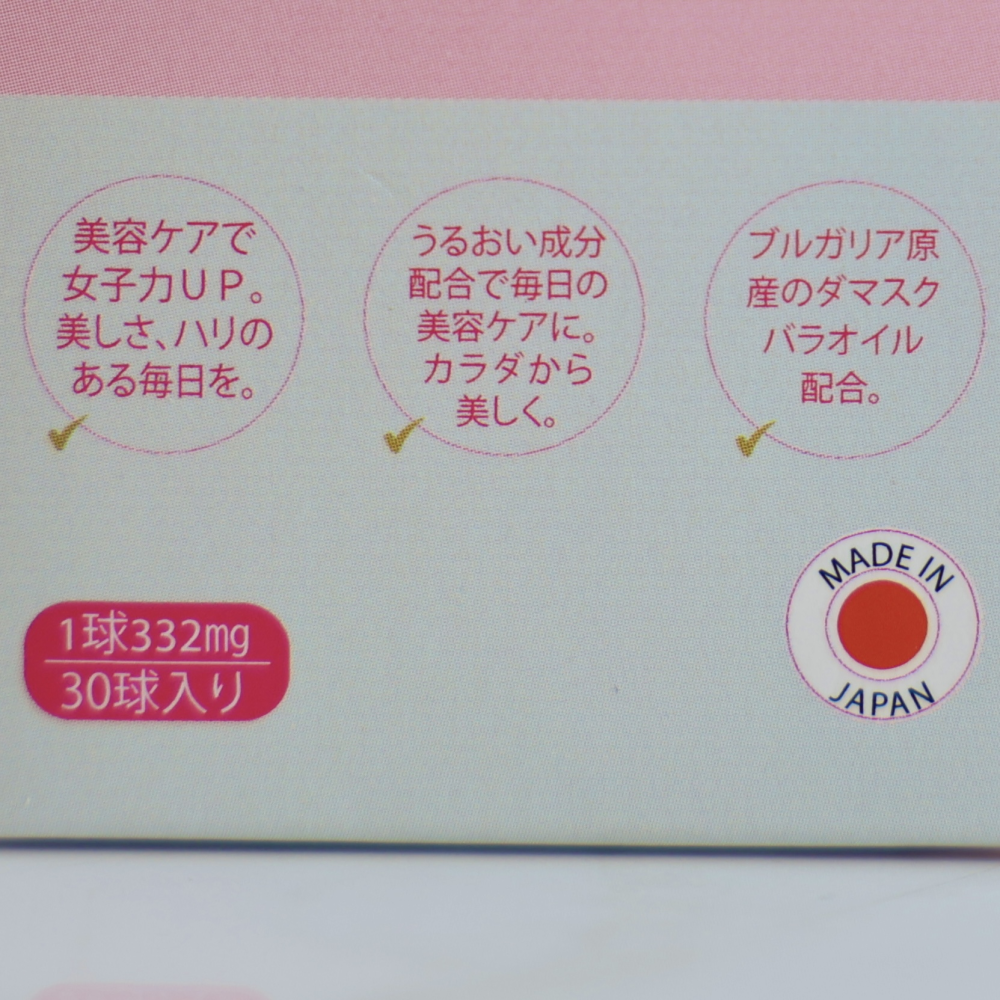 美容ケアで
女子力ＵＰ。
美しさ、ハリの
ある毎日を。
うるおい成分
配合で毎日の
美容ケアに。
カラダから
美しく。
ブルガリア原
産のダマスク
バラオイル
配合。
MADE IN
JAPAN
1球332mg
30球入り